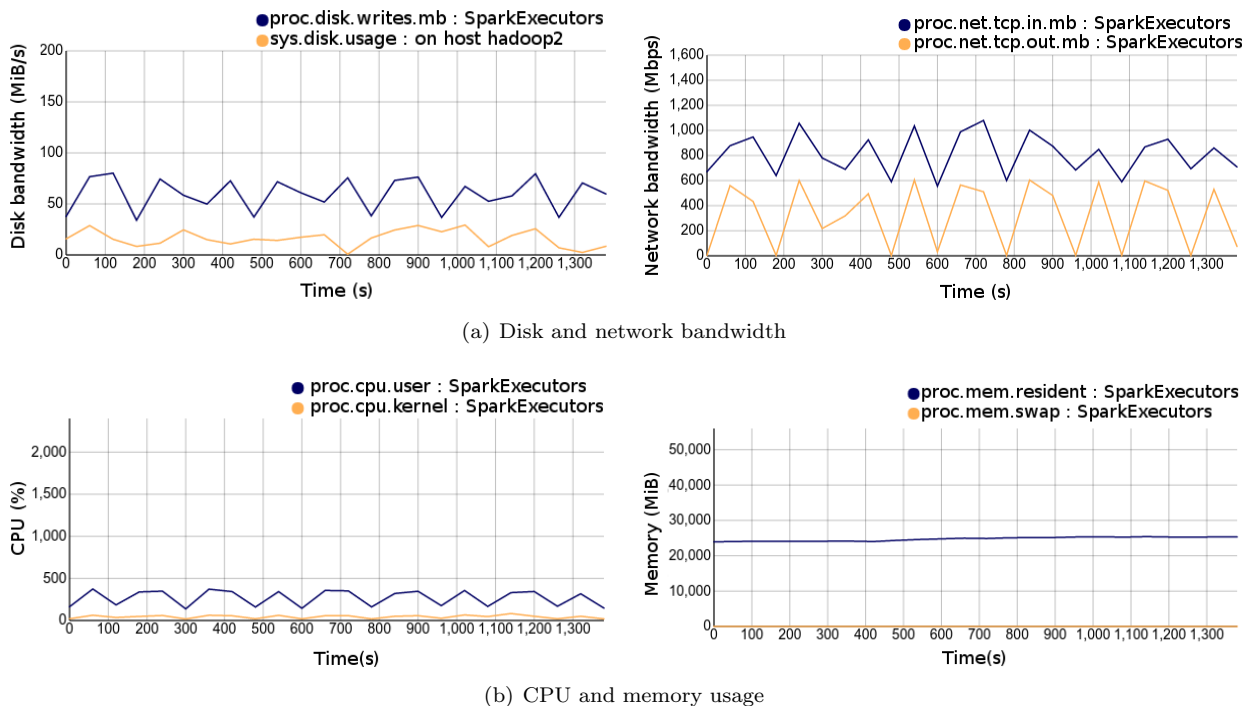 proc.disk.writes.mb : SparkExecutors
sys.disk.usage : on host hadoop2
Disk bandwidth (MiB/s)
200
150
100
50
0
0 100 200 300 400 500 600 700 800 900 1,000 1,100 1,200 1,300
Time (s)
proc.net.tcp.in.mb : SparkExecutors
proc.net.tcp.out.mb : SparkExecutors
Network bandwidth (Mbps)
1,600
1,400
1,200
1,000
800
600
400
200
0
0 100 200 300 400 500 600 700 800 900 1,000 1,100 1,200 1,300
Time (s)
(a) Disk and network bandwidth
proc.cpu.user : SparkExecutors
proc.cpu.kernel : SparkExecutors
CPU (%)
2,000
1,500
1,000
500
0
0 100 200 300 400 500 600 700 800 900 1,000 1,100 1,200 1,300
Time(s)
proc.mem.resident : SparkExecutors
proc.mem.swap : SparkExecutors
Memory (MiB)
50,000
40,000
30,000
20,000
10,000
0
0 100 200 300 400 500 600 700 800 900 1,000 1,100 1,200 1,300
Time(s)
(b) CPU and memory usage